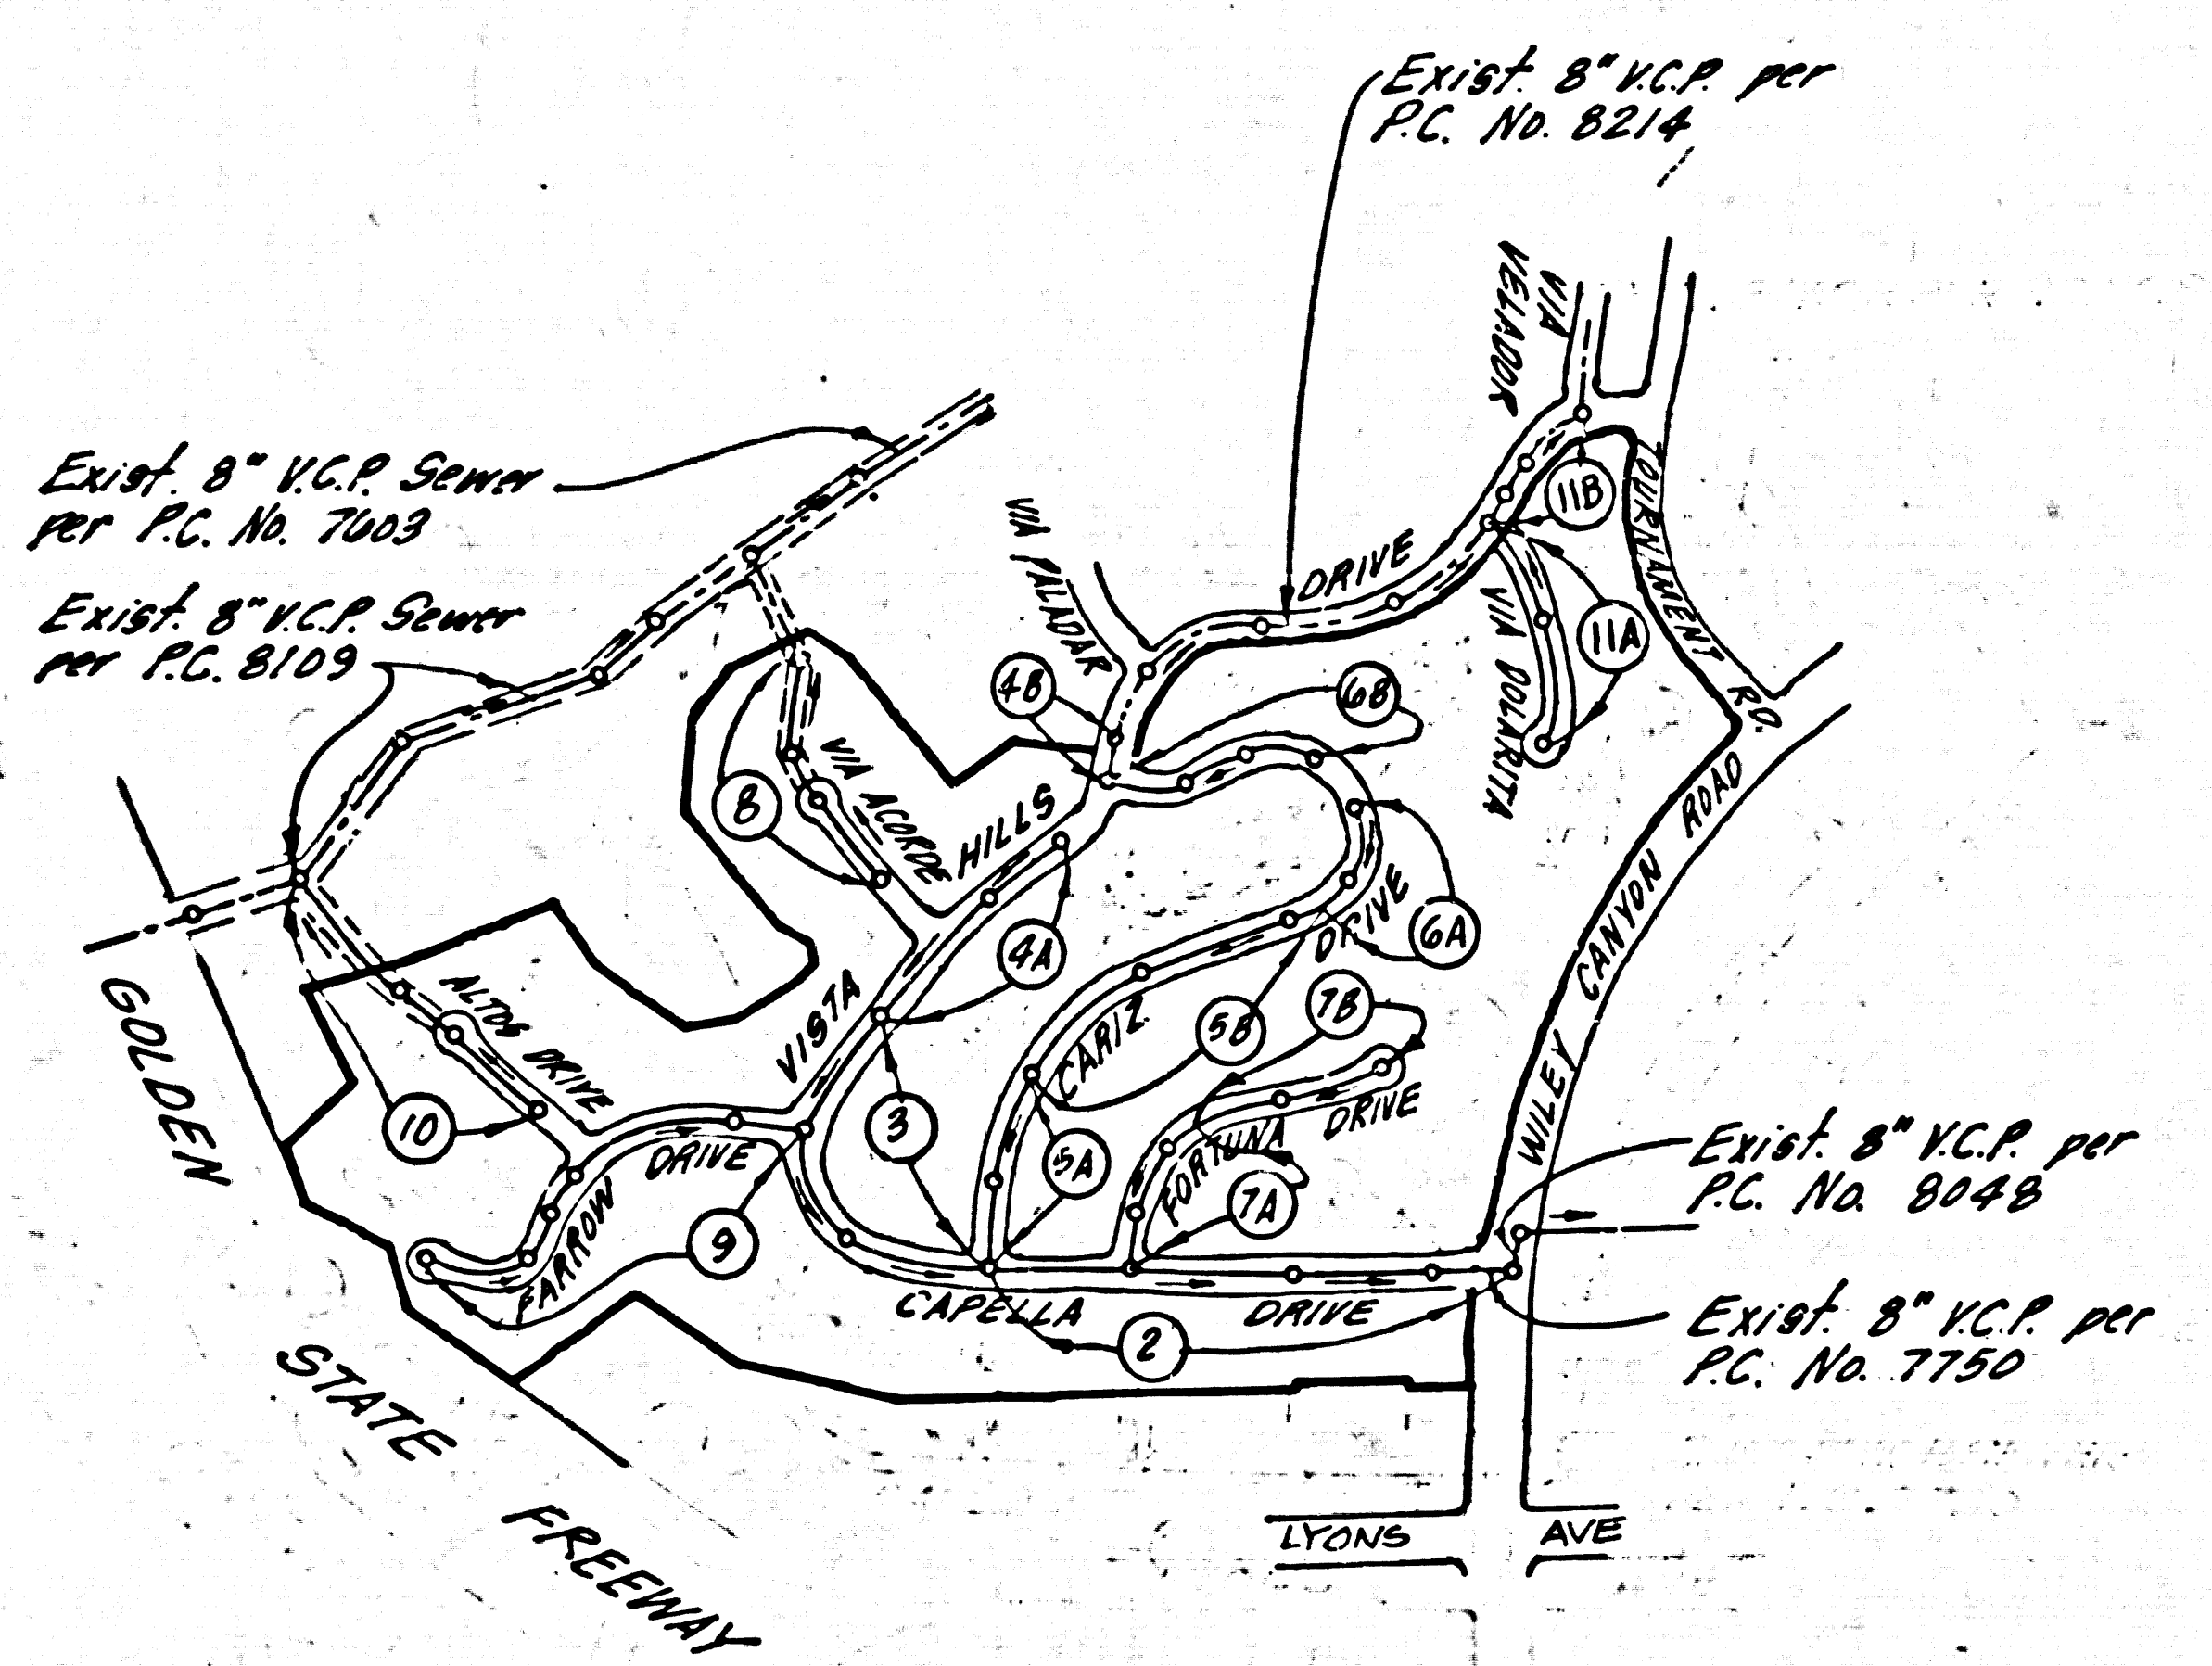 Exist. 8" V.C.P. per
P.C. No. 8214
VIA
VELADOR
Exist. 8" V.C.P. Sewer
per P.C. No. 7603
Exist. 8" V.C.P. Sewer
per P.C. 8109
VIA PALADAR
DRIVE
11B
TOURNAMENT RD.
11A
VIA DOLARITA
4B
6B
8
VIA ACORDE
HILLS
WILEY CANYON ROAD
DRIVE
6A
4A
VISTA
5B
7B
CARIZ
ALTOS DRIVE
GOLDEN
10
3
5A
FORTUNA DRIVE
7A
DRIVE
FARROW
9
Exist. 8" V.C.P. per
P.C. No. 8048
CAPELLA DRIVE
2
Exist. 8" V.C.P. per
P.C. No. 7750
STATE
FREEWAY
LYONS AVE